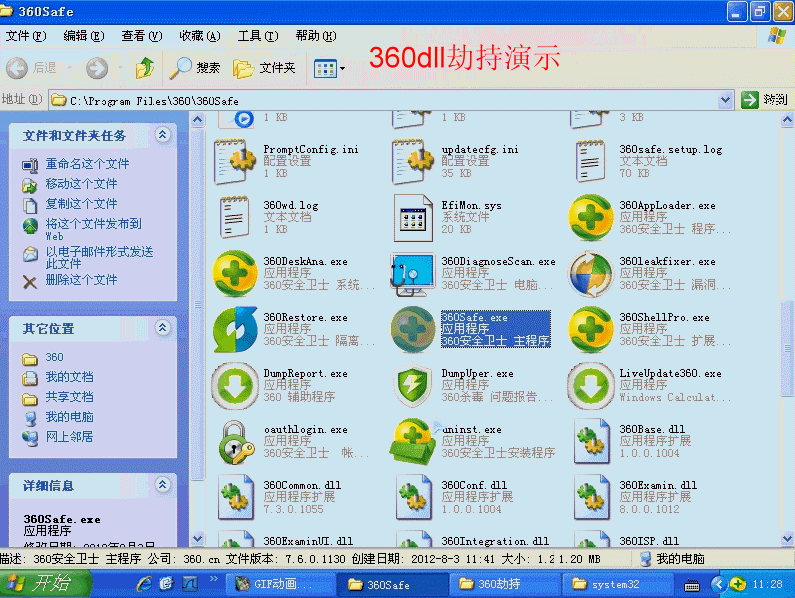 360Safe
文件(F) 编辑(E) 查看(V) 收藏(A) 工具(T) 帮助(H)
360dll劫持演示
后退 搜索 文件夹
地址(D) C:\Program Files\360\360Safe 转到
文件和文件夹任务
重命名这个文件
移动这个文件
复制这个文件
将这个文件发布到
Web
以电子邮件形式发送
此文件
删除这个文件
其它位置
360
我的文档
共享文档
我的电脑
网上邻居
详细信息
360Safe.exe
应用程序
1 KB
1 KB
3 KB
PromptConfig.ini
配置设置
1 KB
updatecfg.ini
配置设置
35 KB
360safe.setup.log
文本文档
70 KB
360wd.log
文本文档
1 KB
EfiMon.sys
系统文件
20 KB
360AppLoader.exe
应用程序
360安全卫士 程序...
360DeskAna.exe
应用程序
360安全卫士 系统...
360DiagnoseScan.exe
应用程序
360安全卫士 电脑...
360leakfixer.exe
应用程序
360安全卫士 漏洞...
360Restore.exe
应用程序
360安全卫士 隔离...
360Safe.exe
应用程序
360安全卫士 主程序
360ShellPro.exe
应用程序
360安全卫士 扩展...
DumpReport.exe
应用程序
360 辅助程序
DumpUper.exe
应用程序
360杀毒 问题报告...
LiveUpdate360.exe
应用程序
Windows Calculat...
oauthlogin.exe
应用程序
360安全卫士 帐...
uninst.exe
应用程序
360安全卫士安装程序
360Base.dll
应用程序扩展
1.0.0.1004
360Common.dll
应用程序扩展
7.3.0.1055
360Conf.dll
应用程序扩展
1.0.0.1004
360Examin.dll
应用程序扩展
8.0.0.1012
360ExaminUI.dll
360Integration.dll
360ISP.dll
描述: 360安全卫士 主程序 公司: 360.cn 文件版本: 7.6.0.1130 创建日期: 2012-8-3 11:41 大小: 1.2 1.20 MB 我的电脑
开始 GIF动画... 360Safe 360劫持 system32 11:28